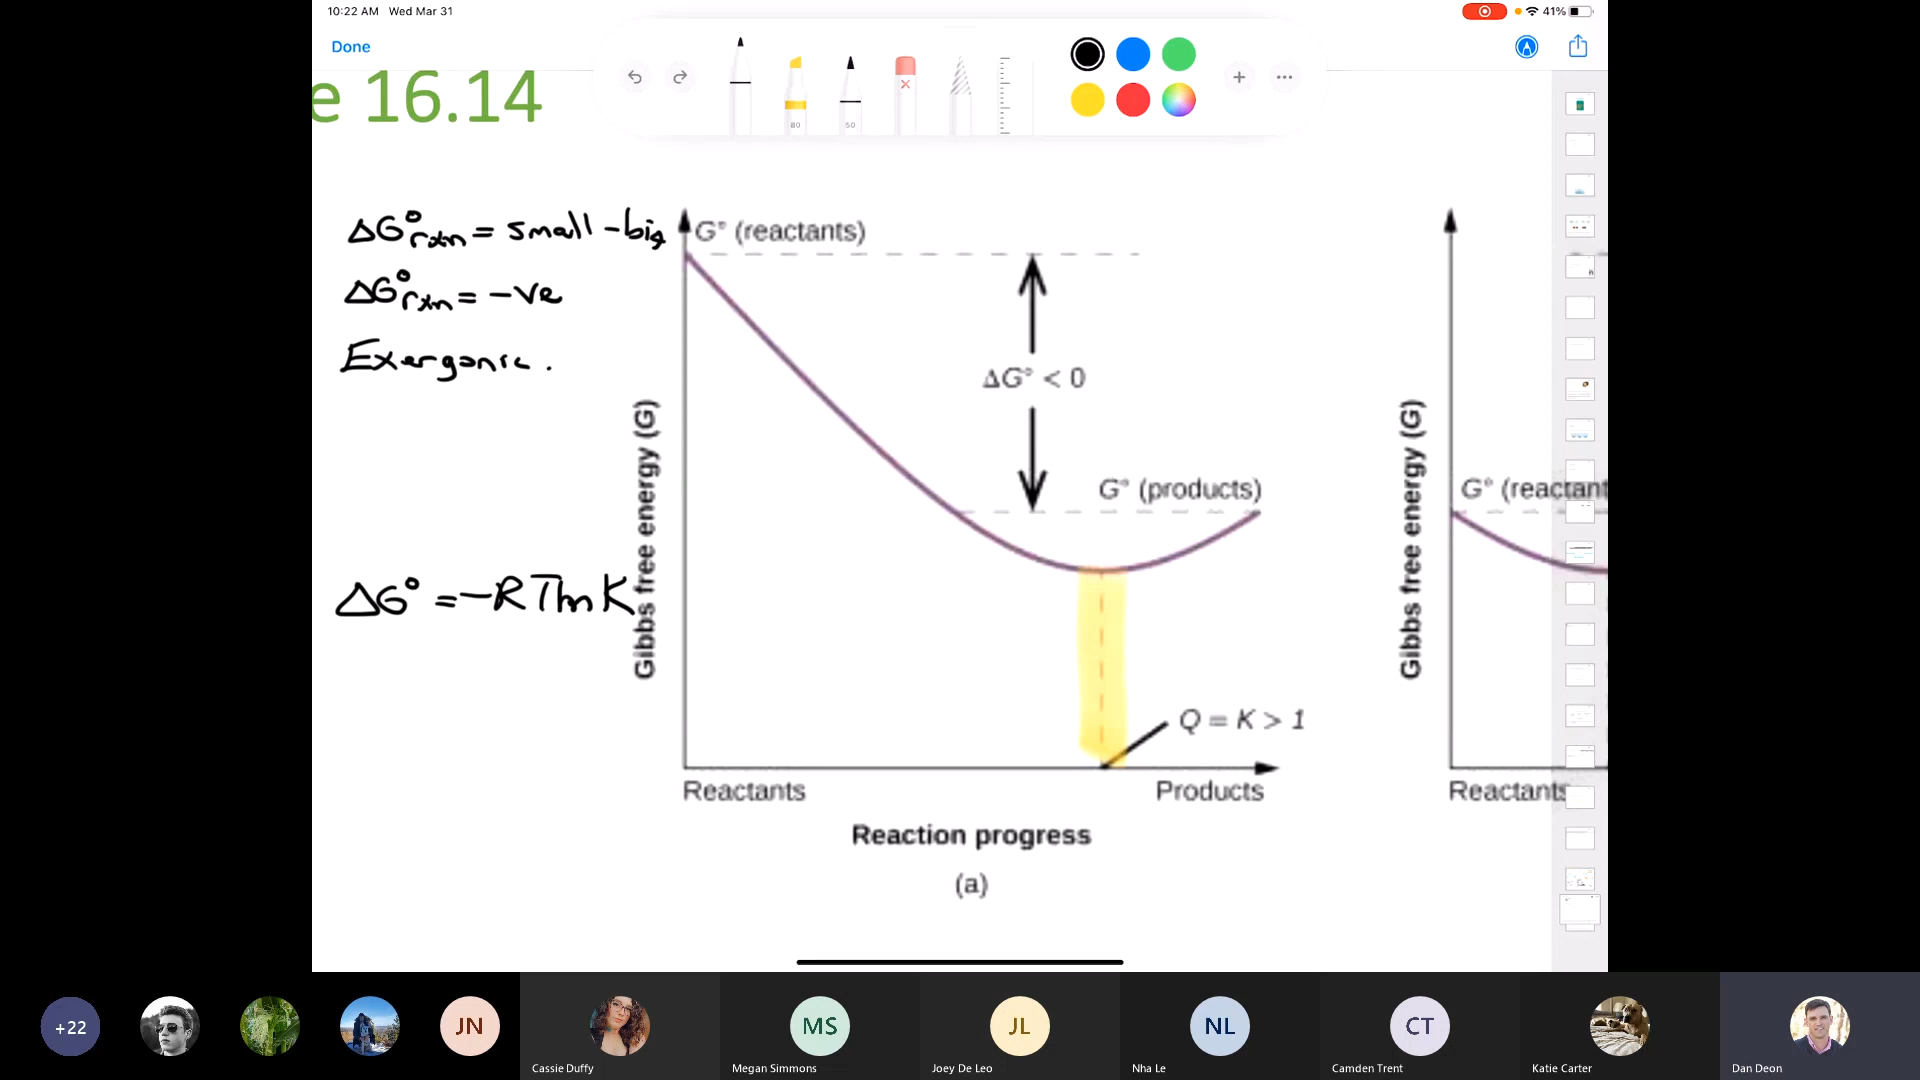 10:22 AM Wed Mar 31
41%
Done
80
50
e 16.14
ΔG°rxn = small - big
ΔG°rxn = -ve
Exergonic.
ΔG° = -RTlnK
G° (reactants)
ΔG° < 0
G° (products)
Gibbs free energy (G)
Q = K > 1
Reactants
Products
Reaction progress
(a)
G° (reactant
Gibbs free energy (G)
Reactants
+22
JN
MS
JL
NL
CT
Cassie Duffy
Megan Simmons
Joey De Leo
Nha Le
Camden Trent
Katie Carter
Dan Deon